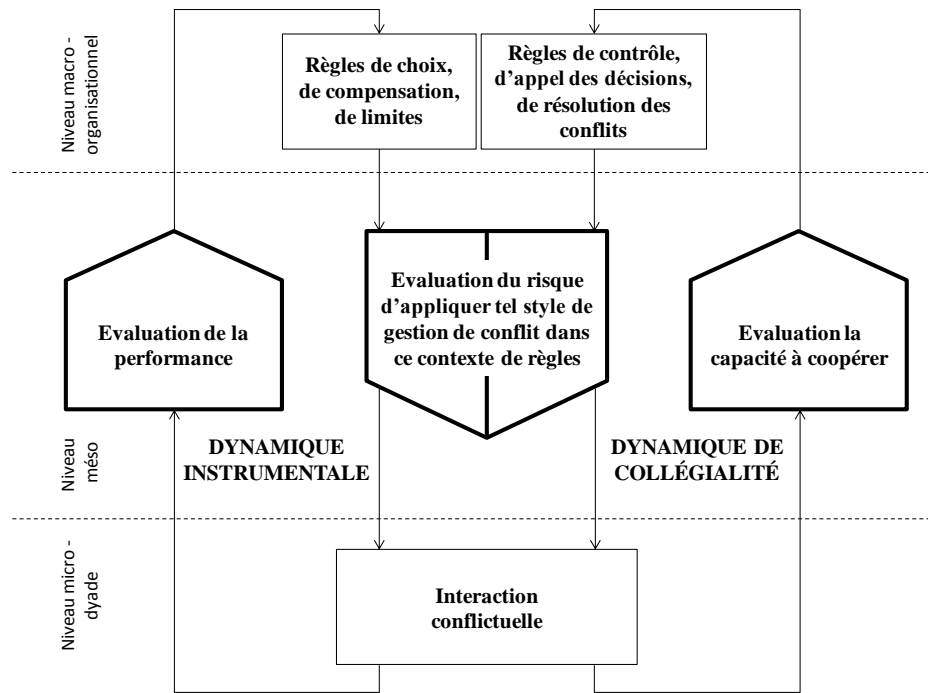 Niveau macro -
organisationnel
Règles de choix,
de compensation,
de limites
Règles de contrôle,
d'appel des décisions,
de résolution des
conflits
Evaluation de la
performance
Evaluation du risque
d'appliquer tel style de
gestion de conflit dans
ce contexte de règles
Evaluation la
capacité à coopérer
Niveau
méso
DYNAMIQUE
INSTRUMENTALE
DYNAMIQUE DE
COLLÉGIALITÉ
Niveau micro -
dyade
Interaction
conflictuelle